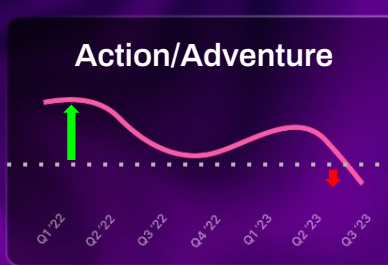 Action/Adventure
Q1 '22
Q2 '22
Q3 '22
Q4 '22
Q1 '23
Q2 '23
Q3 '23